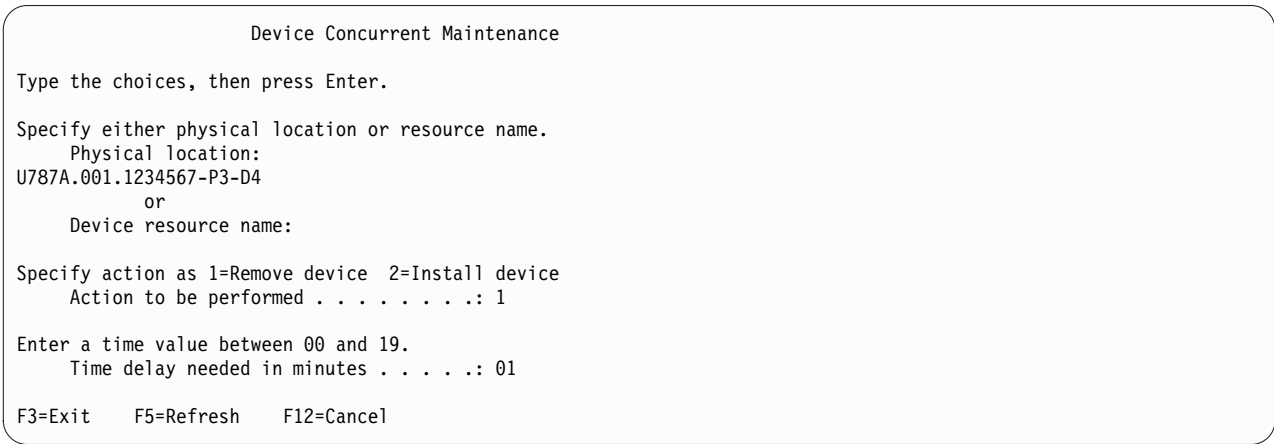 Device Concurrent Maintenance
Type the choices, then press Enter.
Specify either physical location or resource name.
Physical location:
U787A.001.1234567-P3-D4
or
Device resource name:
Specify action as 1=Remove device 2=Install device
Action to be performed . . . . . . . .: 1
Enter a time value between 00 and 19.
Time delay needed in minutes . . . . .: 01
F3=Exit F5=Refresh F12=Cancel